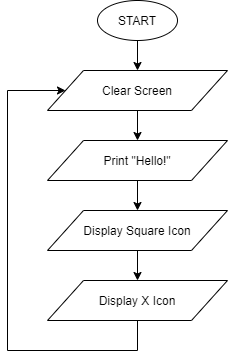 START
Clear Screen
Print "Hello!"
Display Square Icon
Display X Icon